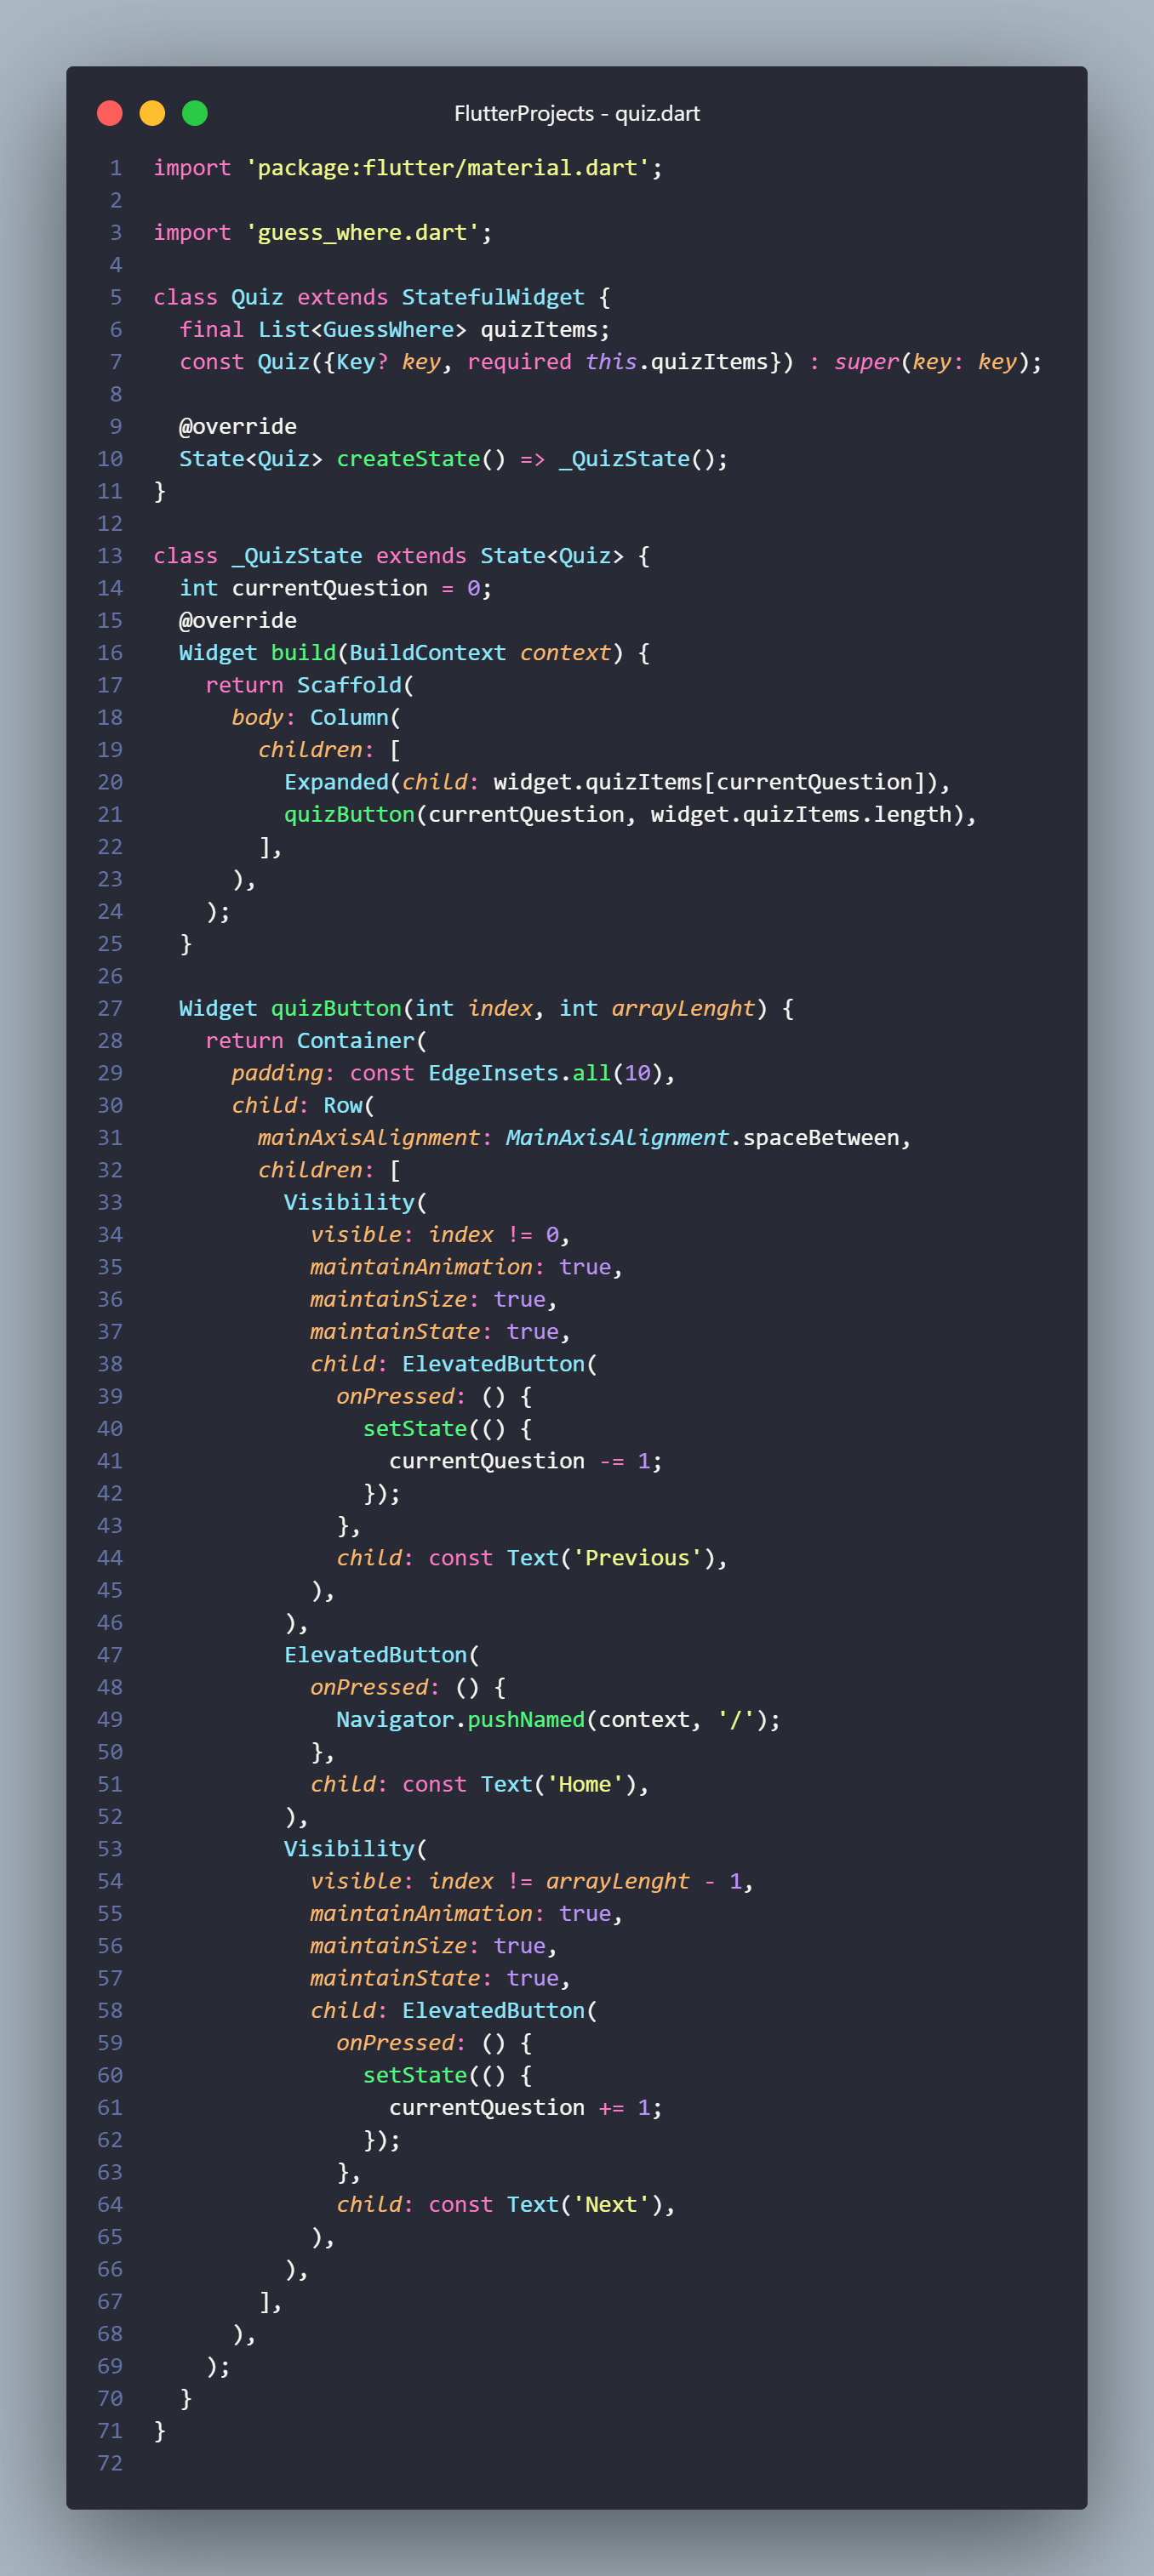 FlutterProjects - quiz.dart
1 import 'package:flutter/material.dart';
2
3 import 'guess_where.dart';
4
5 class Quiz extends StatefulWidget {
6   final List<GuessWhere> quizItems;
7   const Quiz({Key? key, required this.quizItems}) : super(key: key);
8
9   @override
10   State<Quiz> createState() => _QuizState();
11 }
12
13 class _QuizState extends State<Quiz> {
14   int currentQuestion = 0;
15   @override
16   Widget build(BuildContext context) {
17     return Scaffold(
18       body: Column(
19         children: [
20           Expanded(child: widget.quizItems[currentQuestion]),
21           quizButton(currentQuestion, widget.quizItems.length),
22         ],
23       ),
24     );
25   }
26
27   Widget quizButton(int index, int arrayLenght) {
28     return Container(
29       padding: const EdgeInsets.all(10),
30       child: Row(
31         mainAxisAlignment: MainAxisAlignment.spaceBetween,
32         children: [
33           Visibility(
34             visible: index != 0,
35             maintainAnimation: true,
36             maintainSize: true,
37             maintainState: true,
38             child: ElevatedButton(
39               onPressed: () {
40                 setState(() {
41                   currentQuestion -= 1;
42                 });
43               },
44               child: const Text('Previous'),
45             ),
46           ),
47           ElevatedButton(
48             onPressed: () {
49               Navigator.pushNamed(context, '/');
50             },
51             child: const Text('Home'),
52           ),
53           Visibility(
54             visible: index != arrayLenght - 1,
55             maintainAnimation: true,
56             maintainSize: true,
57             maintainState: true,
58             child: ElevatedButton(
59               onPressed: () {
60                 setState(() {
61                   currentQuestion += 1;
62                 });
63               },
64               child: const Text('Next'),
65             ),
66           ),
67         ],
68       ),
69     );
70   }
71 }
72